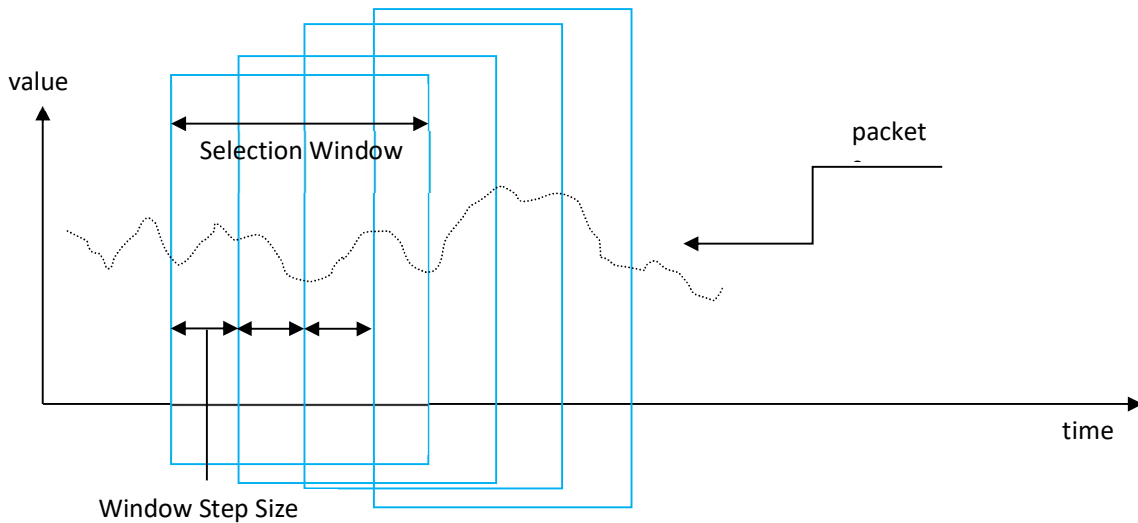 value
Selection Window
packet
time
Window Step Size